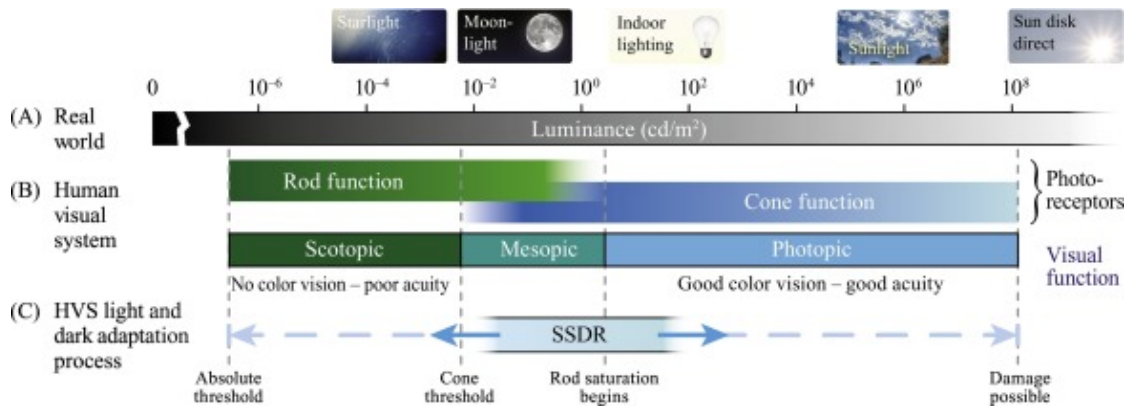 Starlight
Moon-
light
Indoor
lighting
Sunlight
Sun disk
direct
0 10⁻⁶ 10⁻⁴ 10⁻² 10⁰ 10² 10⁴ 10⁶ 10⁸
(A) Real
world
Luminance (cd/m²)
(B) Human
visual
system
Rod function
Cone function
Photo-
receptors
Scotopic
Mesopic
Photopic
Visual
function
No color vision – poor acuity
Good color vision – good acuity
(C) HVS light and
dark adaptation
process
SSDR
Absolute
threshold
Cone
threshold
Rod saturation
begins
Damage
possible